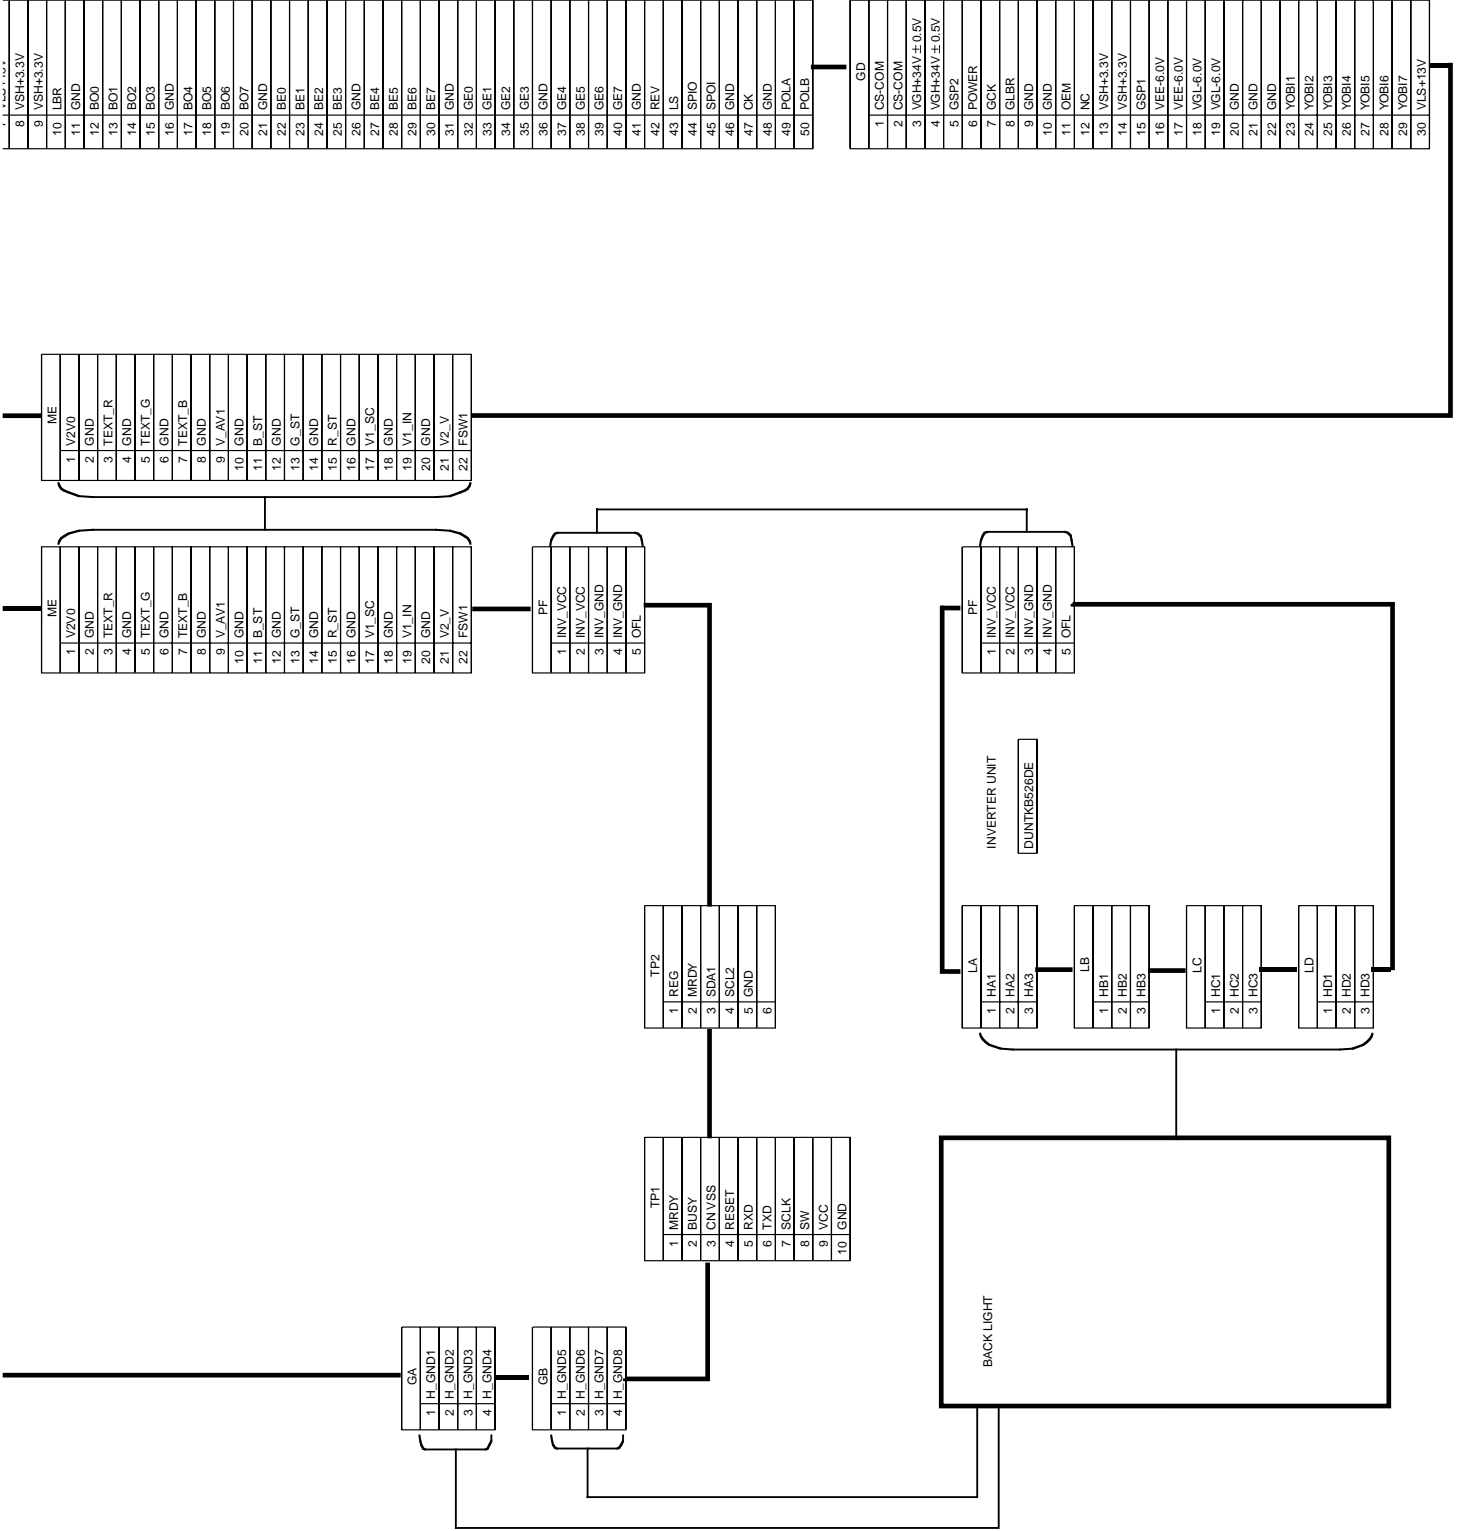 8 VSH+3.3V
9 VSH+3.3V
10 LBR
11 GND
12 BO0
13 BO1
14 BO2
15 BO3
16 GND
17 BO4
18 BO5
19 BO6
20 BO7
21 GND
22 BE0
23 BE1
24 BE2
25 BE3
26 GND
27 BE4
28 BE5
29 BE6
30 BE7
31 GND
32 GE0
33 GE1
34 GE2
35 GE3
36 GND
37 GE4
38 GE5
39 GE6
40 GE7
41 GND
42 REV
43 LS
44 SPIO
45 SPOI
46 GND
47 CK
48 GND
49 POLA
50 POLB
GD
1 CS-COM
2 CS-COM
3 VGH+34V ± 0.5V
4 VGH+34V ± 0.5V
5 GSP2
6 POWER
7 GCK
8 GLBR
9 GND
10 GND
11 OEM
12 NC
13 VSH+3.3V
14 VSH+3.3V
15 GSP1
16 VEE-6.0V
17 VEE-6.0V
18 VGL-6.0V
19 VGL-6.0V
20 GND
21 GND
22 GND
23 YOBI1
24 YOBI2
25 YOBI3
26 YOBI4
27 YOBI5
28 YOBI6
29 YOBI7
30 VLS+13V
ME
1 V2V0
2 GND
3 TEXT_R
4 GND
5 TEXT_G
6 GND
7 TEXT_B
8 GND
9 V_AV1
10 GND
11 B_ST
12 GND
13 G_ST
14 GND
15 R_ST
16 GND
17 V1_SC
18 GND
19 V1_IN
20 GND
21 V2_V
22 FSW1
ME
1 V2V0
2 GND
3 TEXT_R
4 GND
5 TEXT_G
6 GND
7 TEXT_B
8 GND
9 V_AV1
10 GND
11 B_ST
12 GND
13 G_ST
14 GND
15 R_ST
16 GND
17 V1_SC
18 GND
19 V1_IN
20 GND
21 V2_V
22 FSW1
PF
1 INV_VCC
2 INV_VCC
3 INV_GND
4 INV_GND
5 OFL
PF
1 INV_VCC
2 INV_VCC
3 INV_GND
4 INV_GND
5 OFL
INVERTER UNIT
DUNTKB526DE
TP2
1 REG
2 MRDY
3 SDA1
4 SCL2
5 GND
6
LA
1 HA1
2 HA2
3 HA3
LB
1 HB1
2 HB2
3 HB3
LC
1 HC1
2 HC2
3 HC3
LD
1 HD1
2 HD2
3 HD3
TP1
1 MRDY
2 BUSY
3 CNVSS
4 RESET
5 RXD
6 TXD
7 SCLK
8 SW
9 VCC
10 GND
GA
1 H_GND1
2 H_GND2
3 H_GND3
4 H_GND4
GB
1 H_GND5
2 H_GND6
3 H_GND7
4 H_GND8
BACK LIGHT